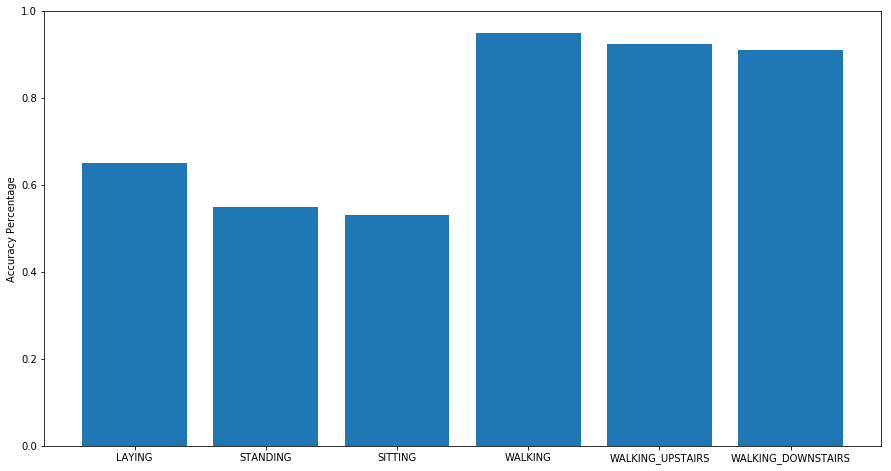 Accuracy Percentage
1.0
0.8
0.6
0.4
0.2
0.0
LAYING
STANDING
SITTING
WALKING
WALKING_UPSTAIRS
WALKING_DOWNSTAIRS